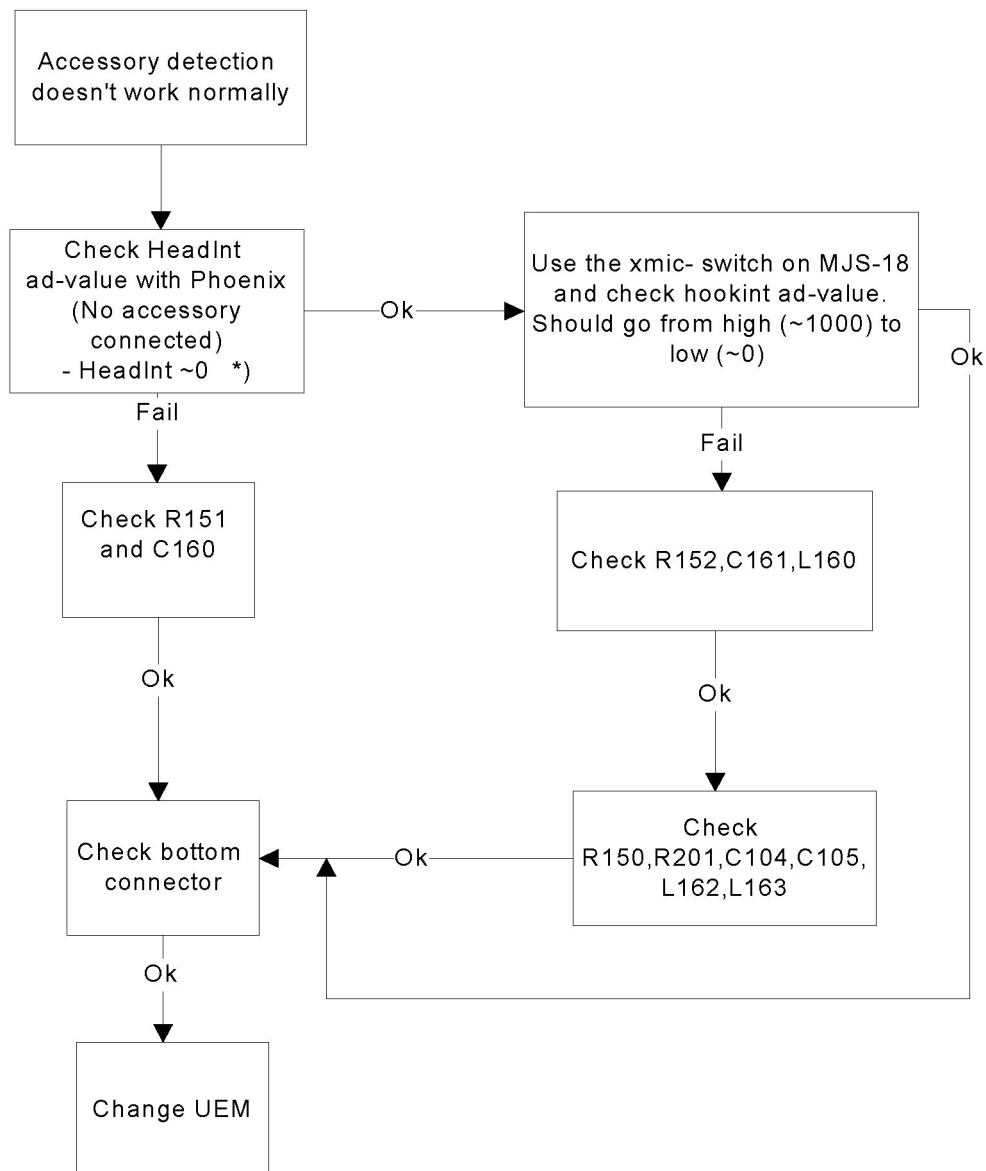 Accessory detection
doesn't work normally
Check HeadInt
ad-value with Phoenix
(No accessory
connected)
- HeadInt ~0 *)
Ok
Use the xmic- switch on MJS-18
and check hookint ad-value.
Should go from high (~1000) to
low (~0)
Ok
Fail
Fail
Check R151
and C160
Check R152,C161,L160
Ok
Ok
Check
R150,R201,C104,C105,
L162,L163
Ok
Check bottom
connector
Ok
Change UEM